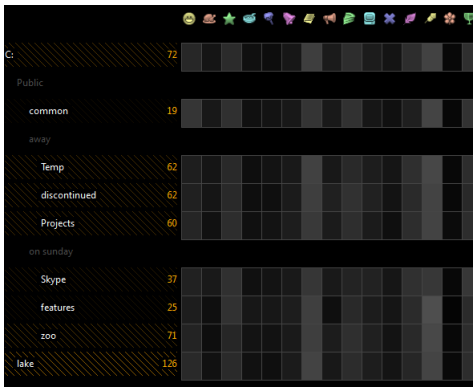 C: 72
Public
common 19
away
Temp 62
discontinued 62
Projects 60
on sunday
Skype 37
features 25
zoo 71
lake 126